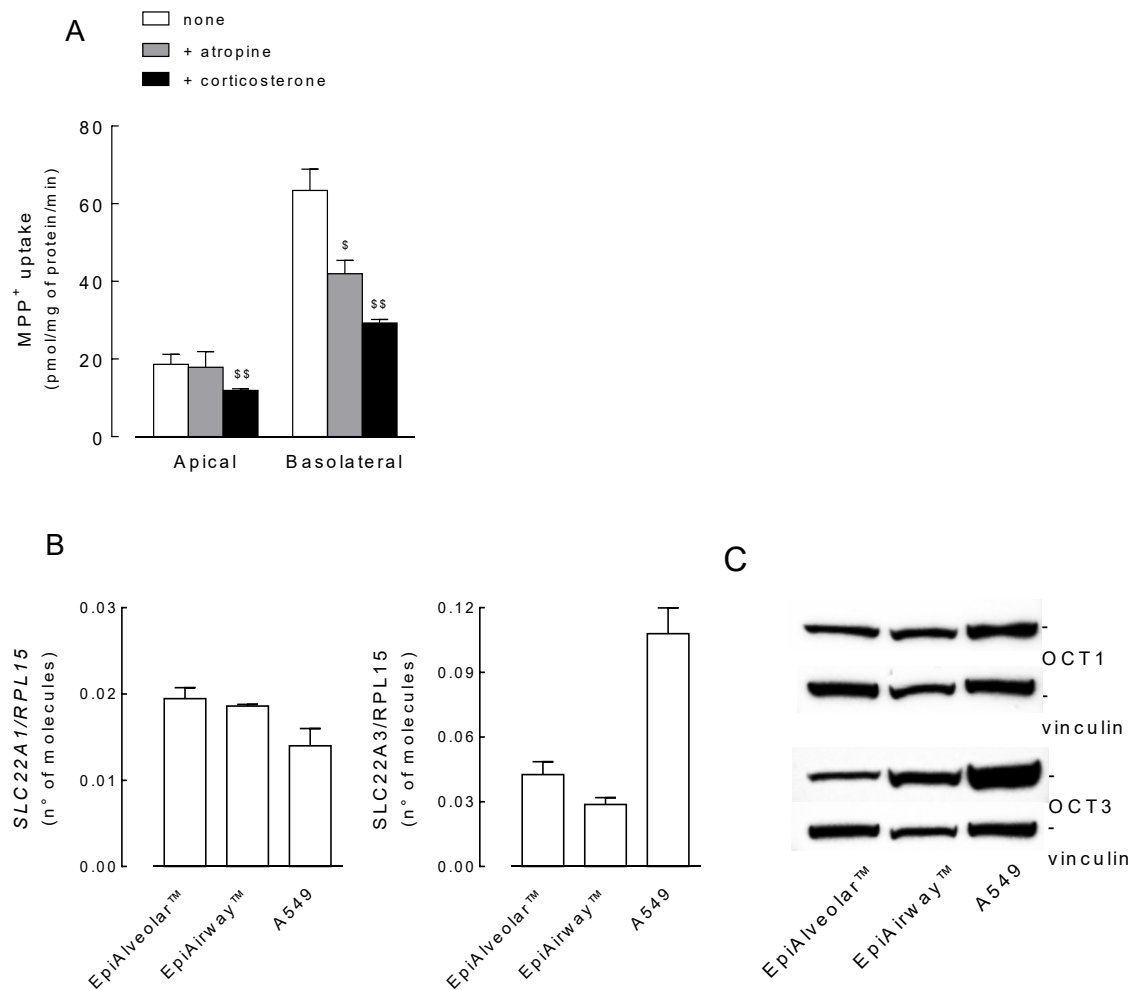 A
none
+ atropine
+ corticosterone
80
60
40
20
0
MPP⁺ uptake
(pmol/mg of protein/min)
$
$$
$$
Apical
Basolateral
B
0.03
0.02
0.01
0.00
SLC22A1/RPL15
(n° of molecules)
EpiAlveolar™
EpiAirway™
A549
0.12
0.09
0.06
0.03
0.00
SLC22A3/RPL15
(n° of molecules)
EpiAlveolar™
EpiAirway™
A549
C
-
OCT1
-
vinculin
-
OCT3
-
vinculin
EpiAlveolar™
EpiAirway™
A549